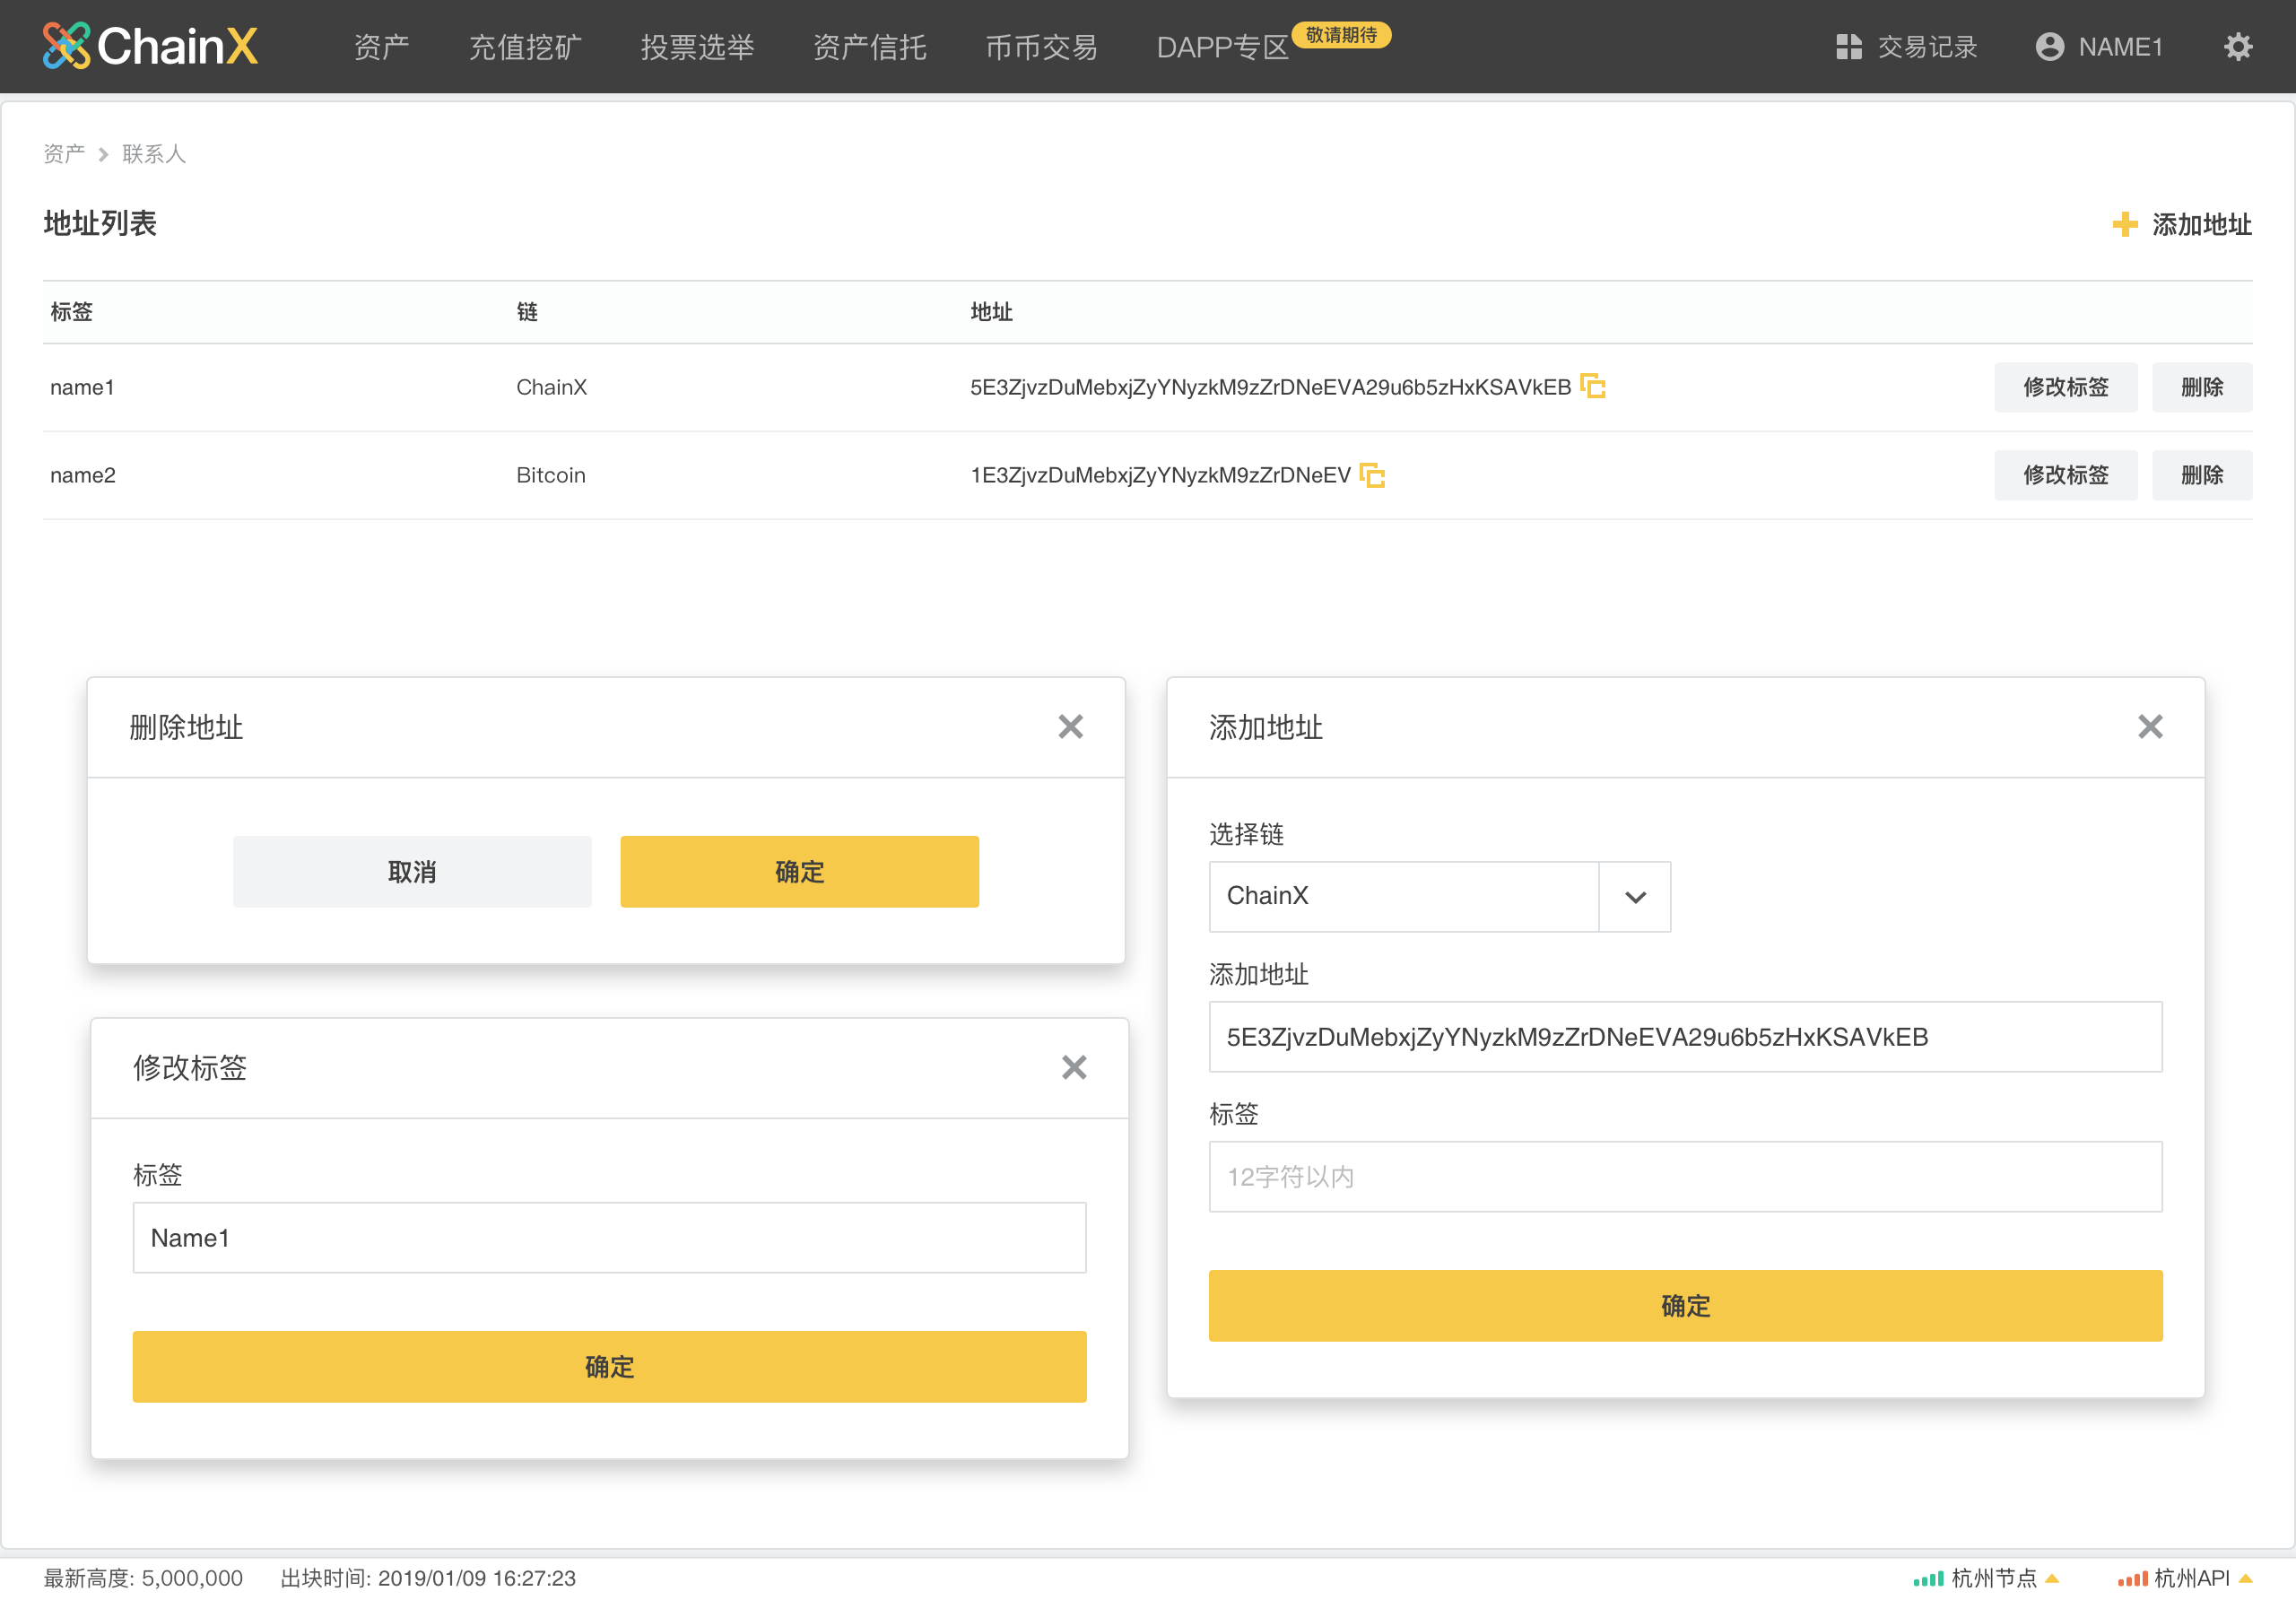 ChainX 资产 充值挖矿 投票选举 资产信托 币币交易 DAPP专区 敬请期待 交易记录 NAME1
资产 联系人
地址列表 添加地址
标签 链 地址
name1 ChainX 5E3ZjvzDuMebxjZyYNyzkM9zZrDNeEVA29u6b5zHxKSAVkEB 修改标签 删除
name2 Bitcoin 1E3ZjvzDuMebxjZyYNyzkM9zZrDNeEV 修改标签 删除
删除地址
取消 确定
修改标签
标签
Name1
确定
添加地址
选择链
ChainX
添加地址
5E3ZjvzDuMebxjZyYNyzkM9zZrDNeEVA29u6b5zHxKSAVkEB
标签
12字符以内
确定
最新高度: 5,000,000 出块时间: 2019/01/09 16:27:23 杭州节点 杭州API